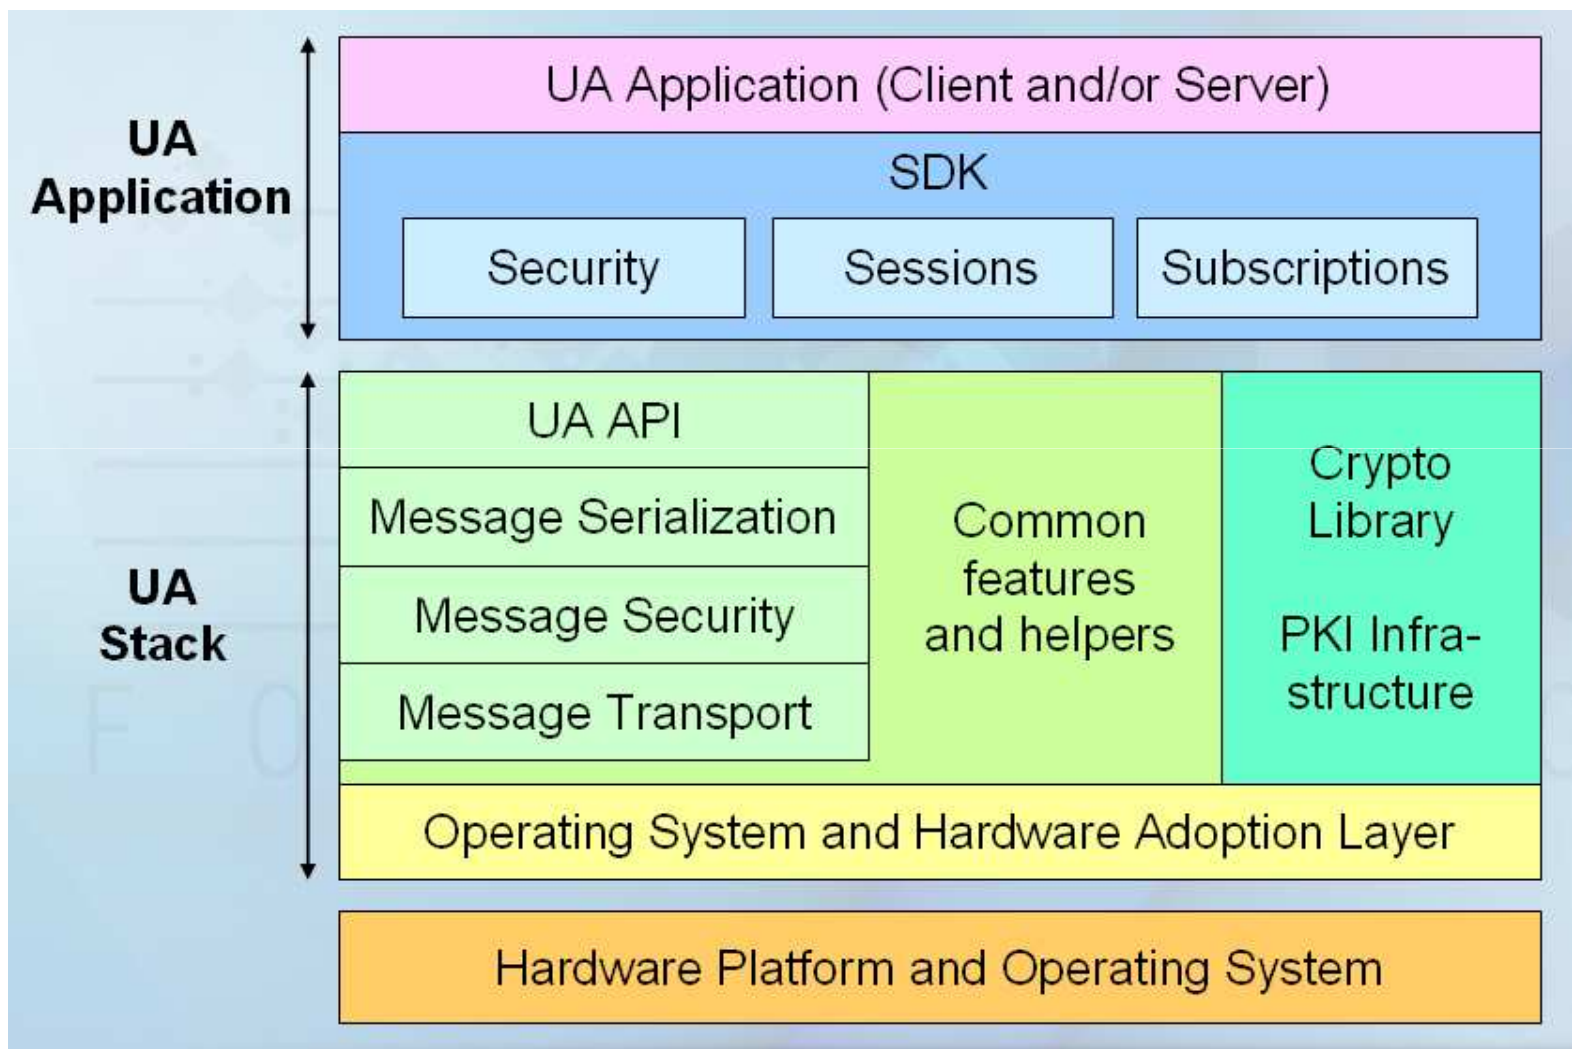 UA Application (Client and/or Server)
UA
Application
SDK
Security
Sessions
Subscriptions
UA
Stack
UA API
Message Serialization
Message Security
Message Transport
Common
features
and helpers
Crypto
Library
PKI Infra-
structure
Operating System and Hardware Adoption Layer
Hardware Platform and Operating System